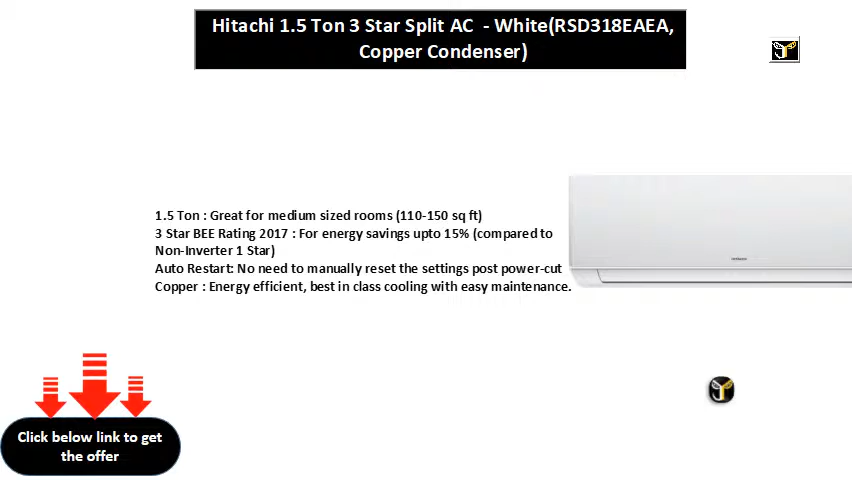 Hitachi 1.5 Ton 3 Star Split AC - White(RSD318EAEA,
Copper Condenser)
1.5 Ton : Great for medium sized rooms (110-150 sq ft)
3 Star BEE Rating 2017 : For energy savings upto 15% (compared to
Non-Inverter 1 Star)
Auto Restart: No need to manually reset the settings post power-cut
Copper : Energy efficient, best in class cooling with easy maintenance.
Click below link to get
the offer